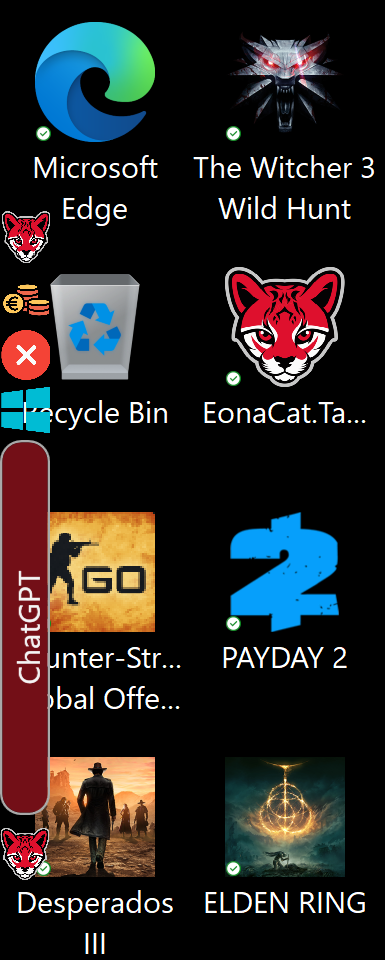 Microsoft
Edge
The Witcher 3
Wild Hunt
ecycle Bin
EonaCat.Ta...
ChatGPT
GO
unter-Str...
obal Offe...
2
PAYDAY 2
Desperados
III
ELDEN RING